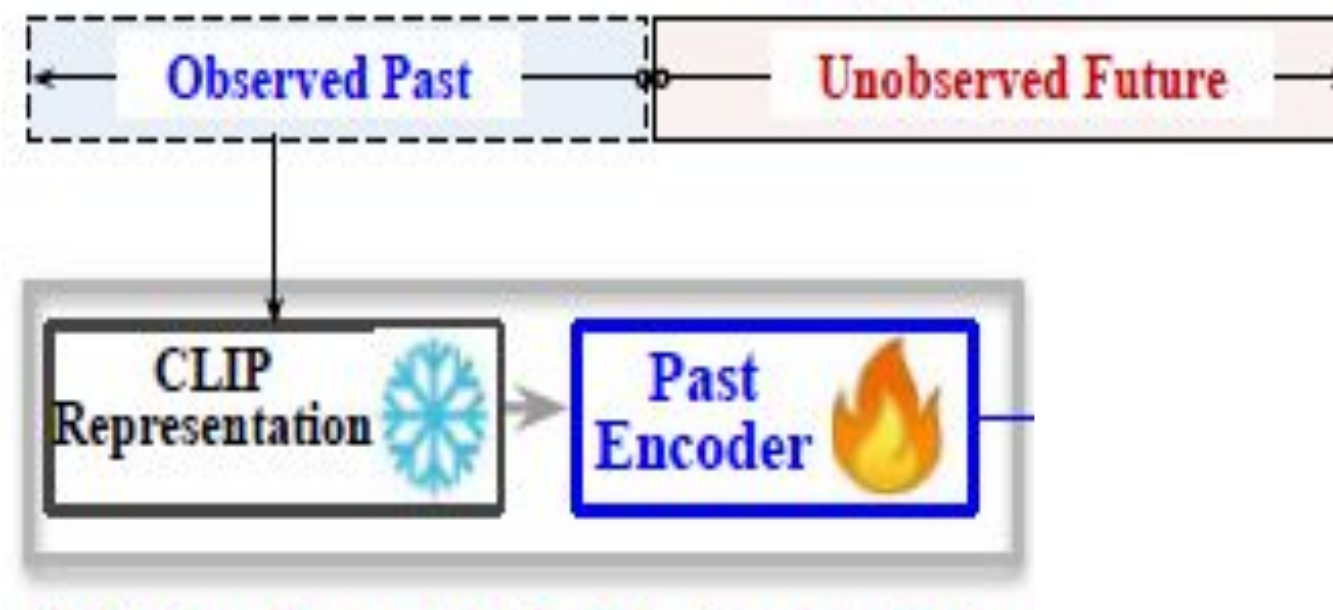 Observed Past
Unobserved Future
CLIP
Representation
Past
Encoder